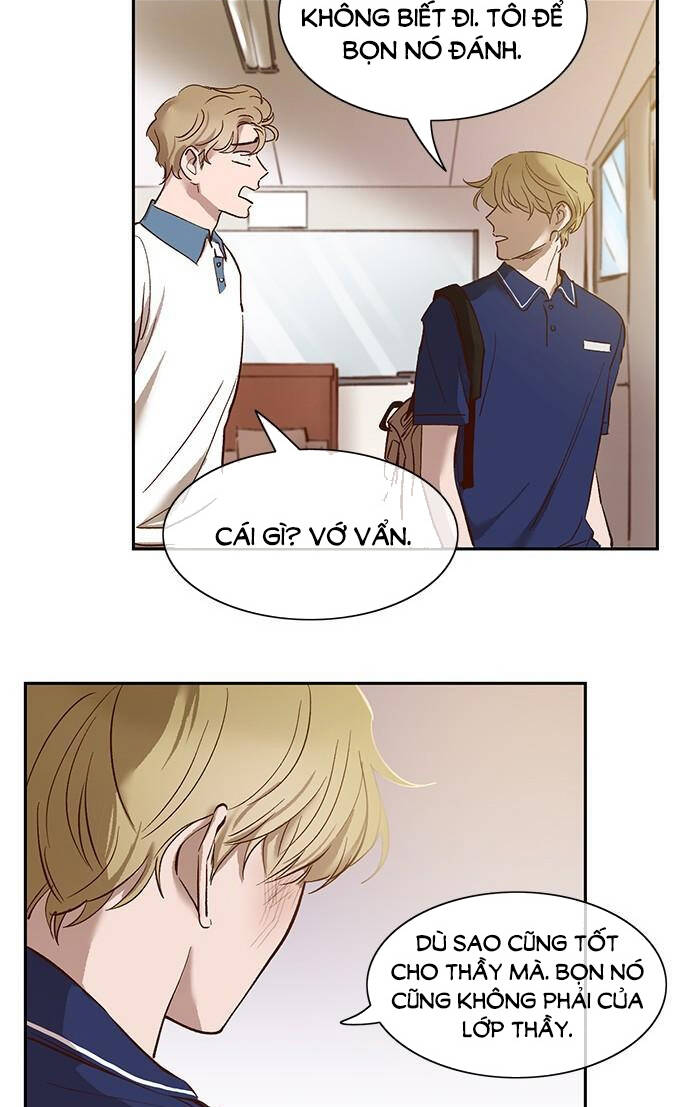 KHÔNG BIẾT ĐI. TÔI ĐỂ
BỌN NÓ ĐÁNH.
CÁI GÌ? VỚ VẨN.
DÙ SAO CŨNG TỐT
CHO THẦY MÀ. BỌN NÓ
CŨNG KHÔNG PHẢI CỦA
LỚP THẦY.